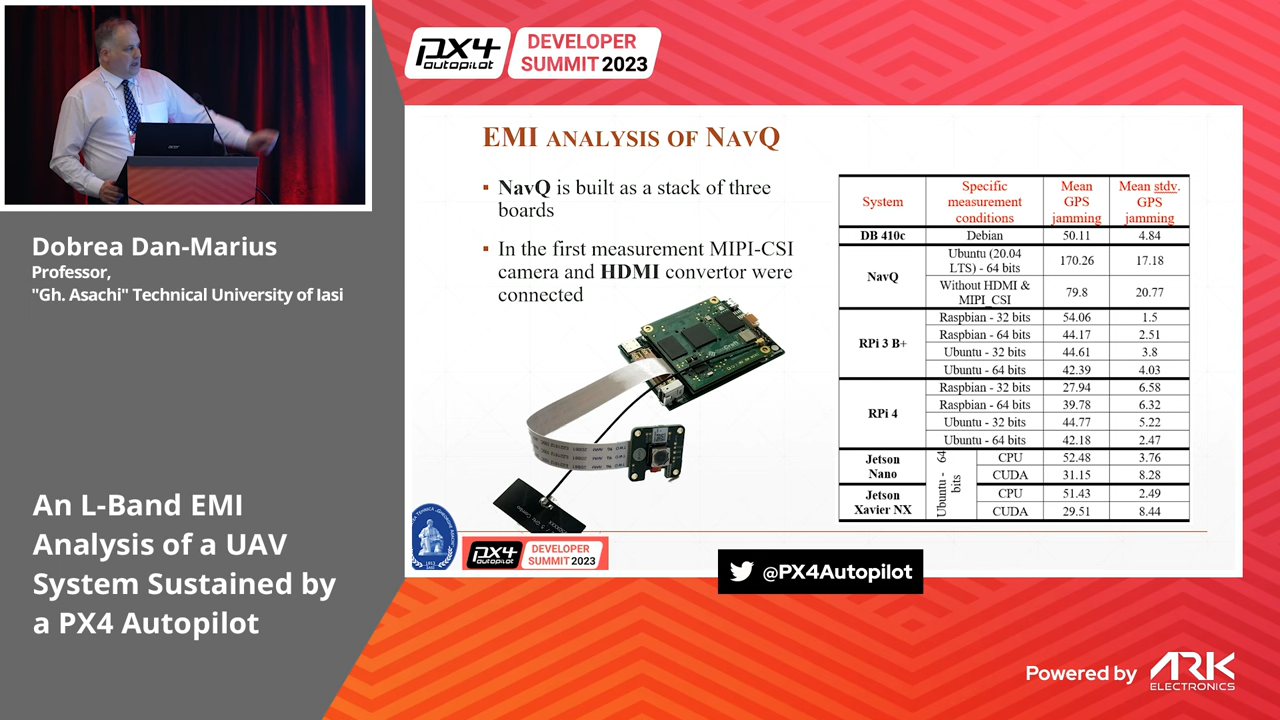 PX4 autopilot
DEVELOPER
SUMMIT 2023
acer
Dobrea Dan-Marius
Professor,
"Gh. Asachi" Technical University of Iasi
An L-Band EMI
Analysis of a UAV
System Sustained by
a PX4 Autopilot
EMI ANALYSIS OF NAVQ
▪ NavQ is built as a stack of three
boards
▪ In the first measurement MIPI-CSI
camera and HDMI convertor were
connected
System Specific measurement conditions Mean GPS jamming Mean stdv. GPS jamming
DB 410c Debian 50.11 4.84
NavQ Ubuntu (20.04 LTS) - 64 bits 170.26 17.18
Without HDMI & MIPI_CSI 79.8 20.77
RPi 3 B+ Raspbian - 32 bits 54.06 1.5
Raspbian - 64 bits 44.17 2.51
Ubuntu - 32 bits 44.61 3.8
Ubuntu - 64 bits 42.39 4.03
RPi 4 Raspbian - 32 bits 27.94 6.58
Raspbian - 64 bits 39.78 6.32
Ubuntu - 32 bits 44.77 5.22
Ubuntu - 64 bits 42.18 2.47
Jetson Nano Ubuntu - 64 bits CPU 52.48 3.76
CUDA 31.15 8.28
Jetson Xavier NX CPU 51.43 2.49
CUDA 29.51 8.44
PX4 autopilot
DEVELOPER
SUMMIT 2023
@PX4Autopilot
Powered by ARK
ELECTRONICS